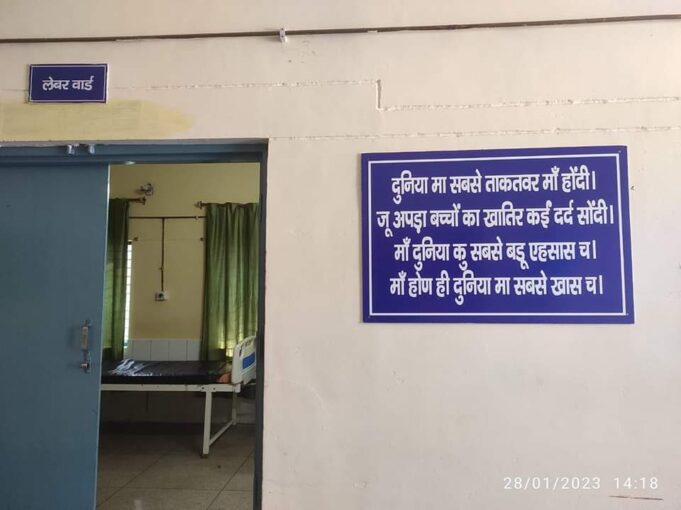 लेबर वार्ड
दुनिया मा सबसे ताकतवर माँ होंदी।
जू अपड़ा बच्चों का खातिर कईं दर्द सोंदी।
माँ दुनिया कु सबसे बडू एहसास च।
माँ होण ही दुनिया मा सबसे खास च।
28/01/2023 14:18